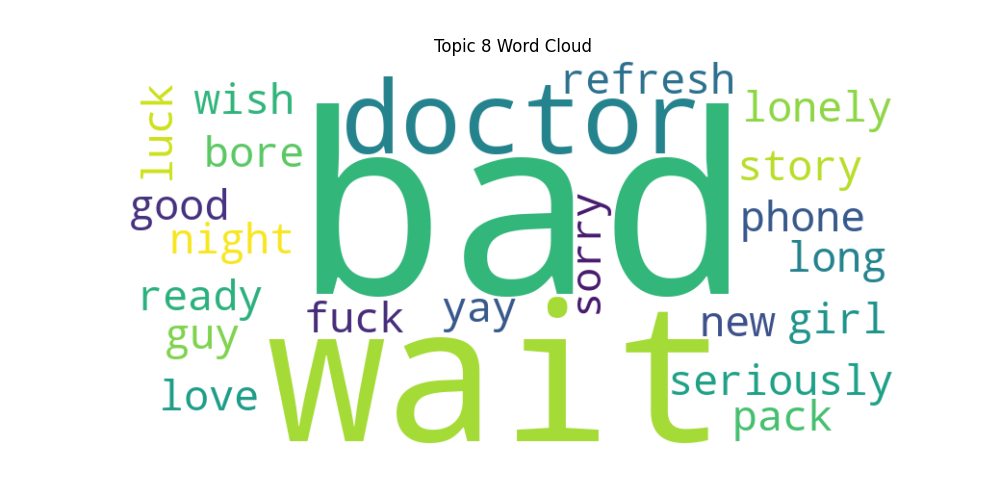 Topic 8 Word Cloud
refresh
doctor
wish
luck
lonely
bore
bad
story
good
sorry
phone
night
long
ready
fuck
yay
new
girl
guy
wait
seriously
love
pack